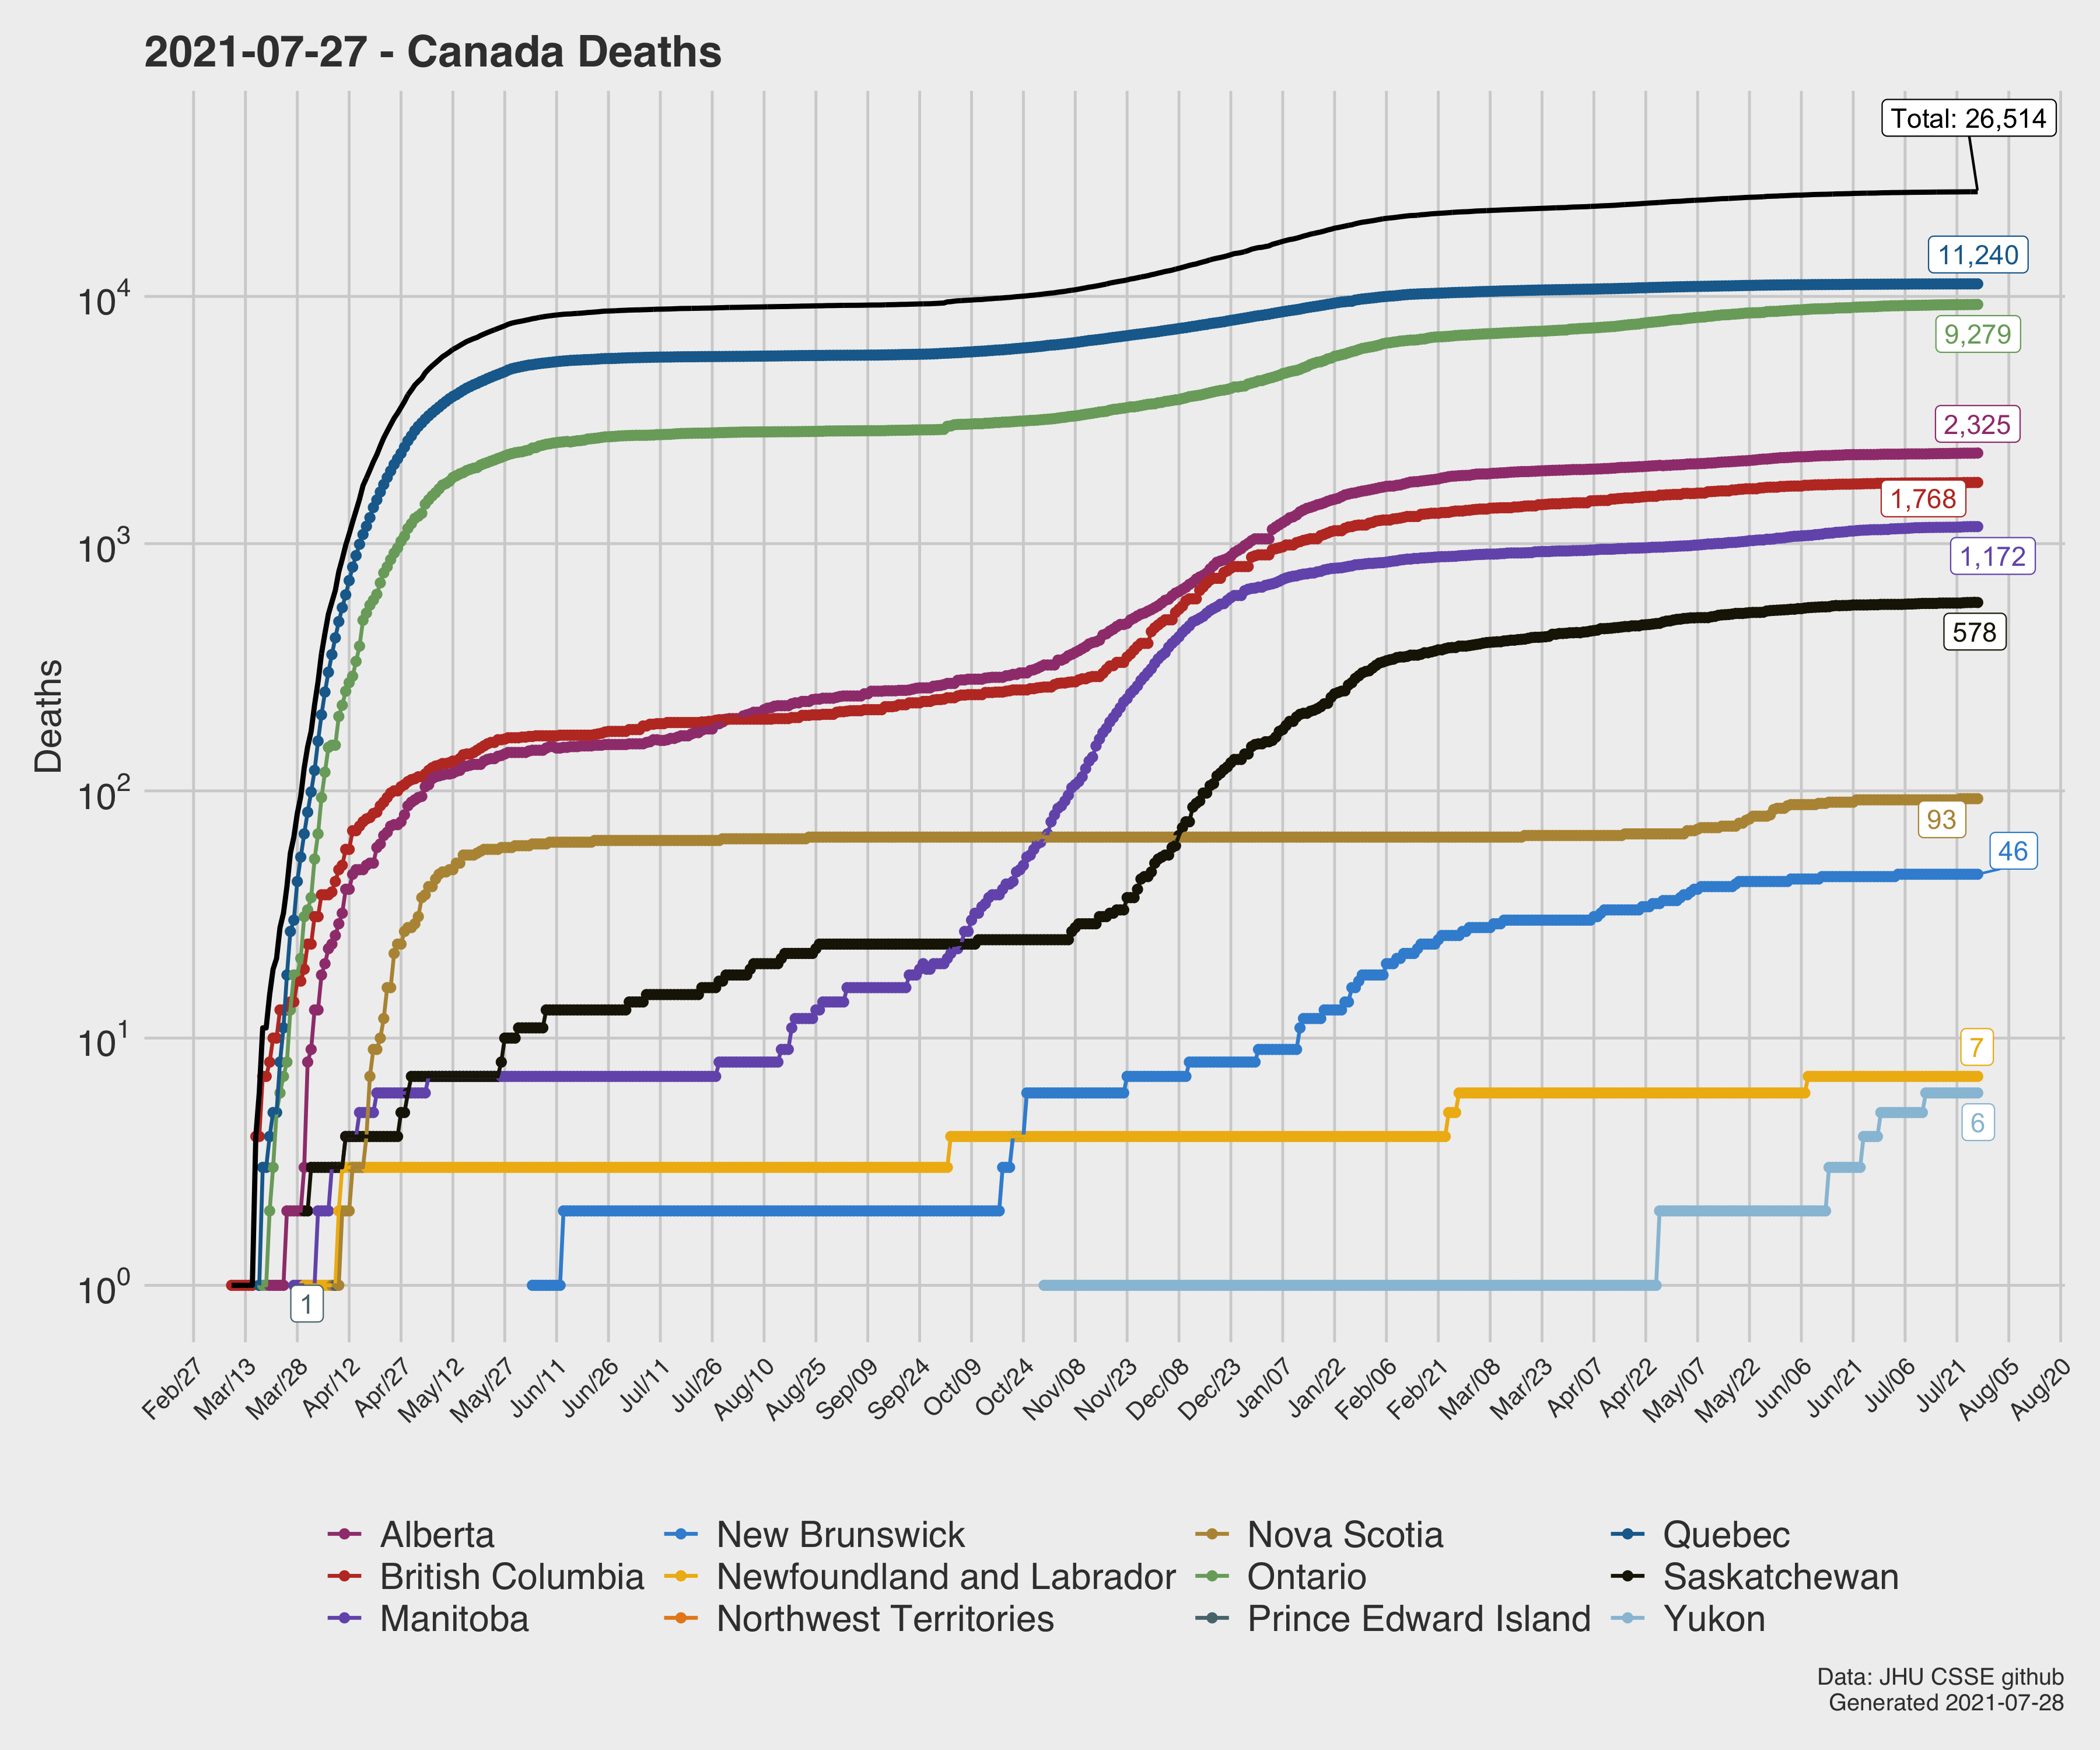 2021-07-27 - Canada Deaths
Total: 26,514
11,240
9,279
2,325
1,768
1,172
578
93
46
7
6
1
Deaths
10^4
10^3
10^2
10^1
10^0
Feb/27 Mar/13 Mar/28 Apr/12 Apr/27 May/12 May/27 Jun/11 Jun/26 Jul/11 Jul/26 Aug/10 Aug/25 Sep/09 Sep/24 Oct/09 Oct/24 Nov/08 Nov/23 Dec/08 Dec/23 Jan/07 Jan/22 Feb/06 Feb/21 Mar/08 Mar/23 Apr/07 Apr/22 May/07 May/22 Jun/06 Jun/21 Jul/06 Jul/21 Aug/05 Aug/20
Alberta New Brunswick Nova Scotia Quebec
British Columbia Newfoundland and Labrador Ontario Saskatchewan
Manitoba Northwest Territories Prince Edward Island Yukon
Data: JHU CSSE github
Generated 2021-07-28